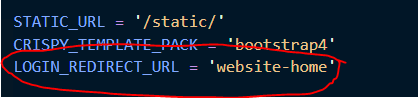 STATIC_URL = '/static/'
CRISPY_TEMPLATE_PACK = 'bootstrap4'
LOGIN_REDIRECT_URL = 'website-home'